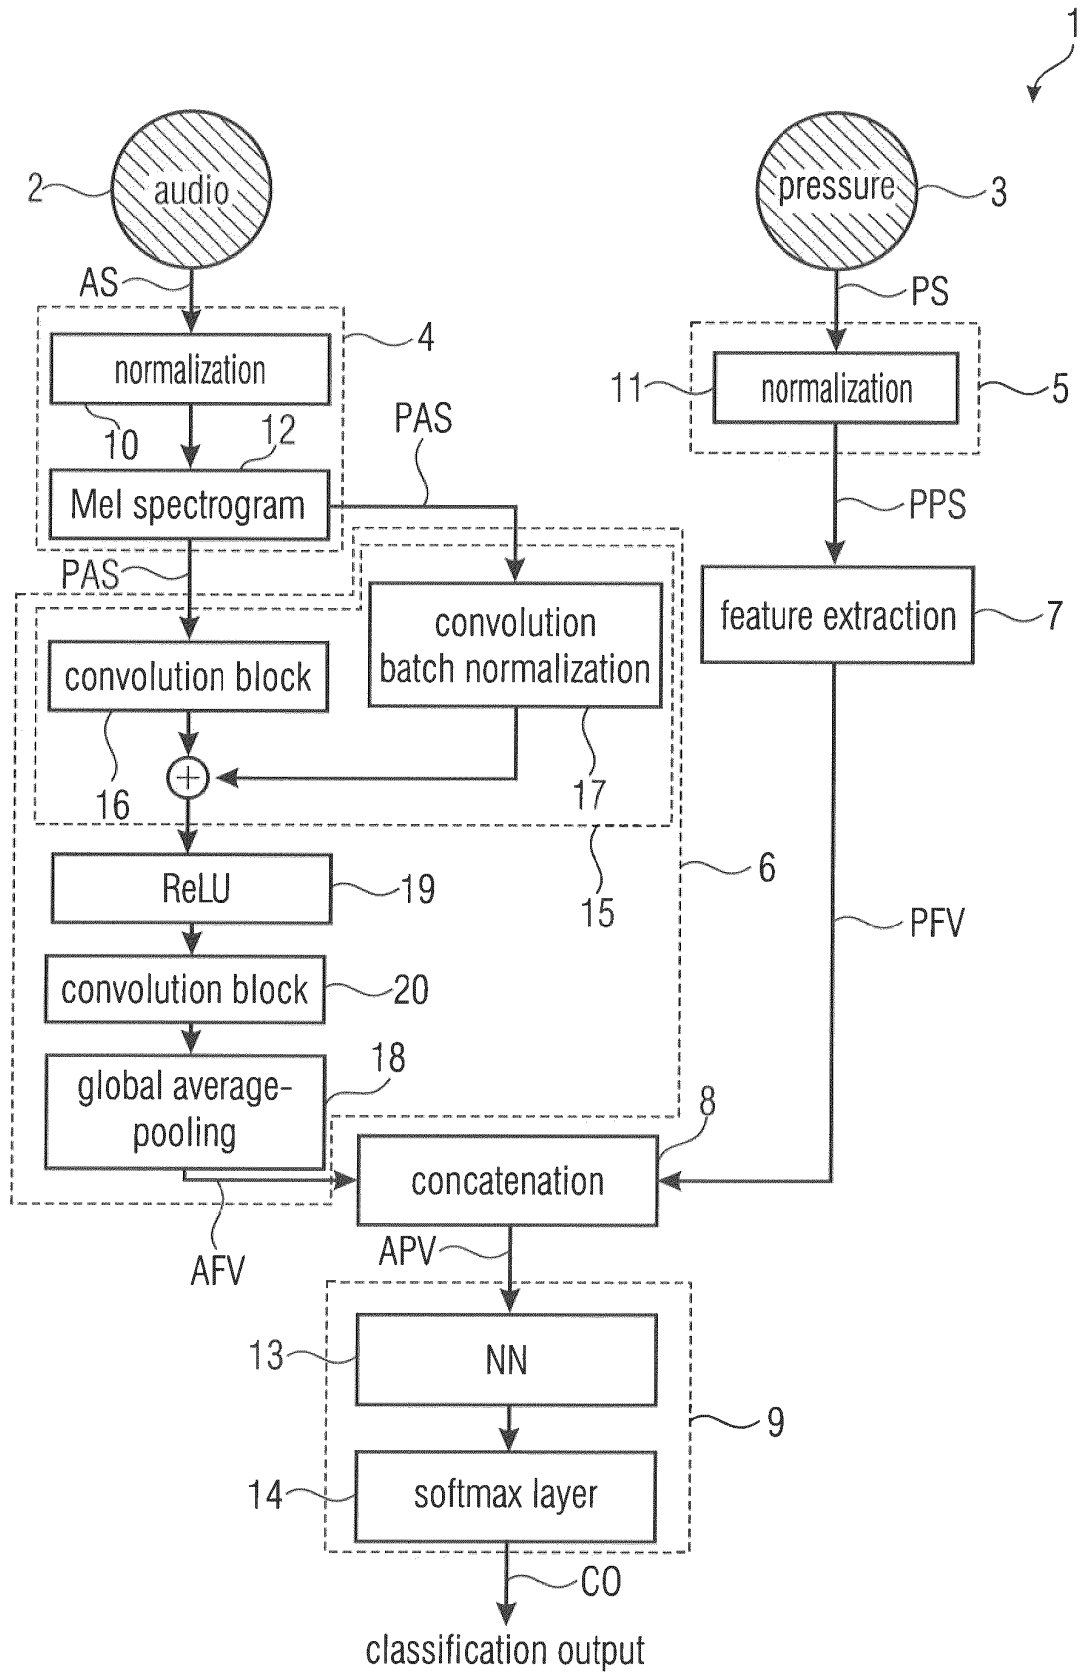 1
2
audio
pressure
3
AS
PS
4
normalization
11
normalization
5
10
12
PAS
Mel spectrogram
PPS
PAS
convolution
batch normalization
feature extraction
7
convolution block
16
+
17
ReLU
19
15
6
PFV
convolution block
20
18
global average-
pooling
8
concatenation
AFV
APV
13
NN
9
14
softmax layer
CO
classification output